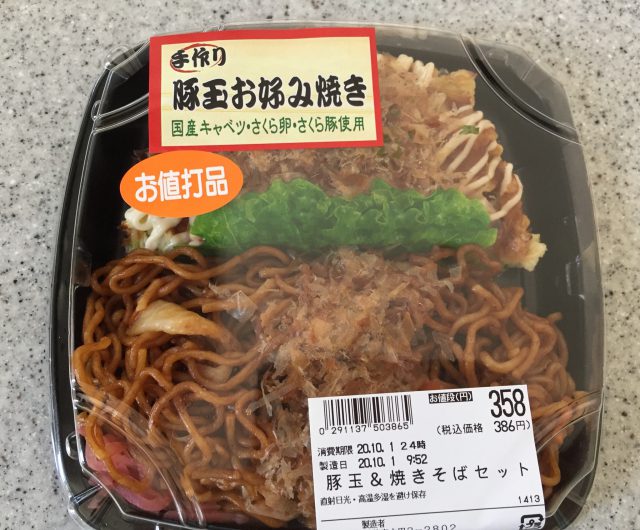 手作り
豚玉お好み焼き
国産キャベツ・さくら卵・さくら豚使用
お値打品
お値段(円) 358
(税込価格 386円)
0 291137 503865
消費期限 20.10. 1 24時
製造日 20.10. 1 9:52
豚玉&焼きそばセット
直射日光・高温多湿を避け保存
1413
製造者